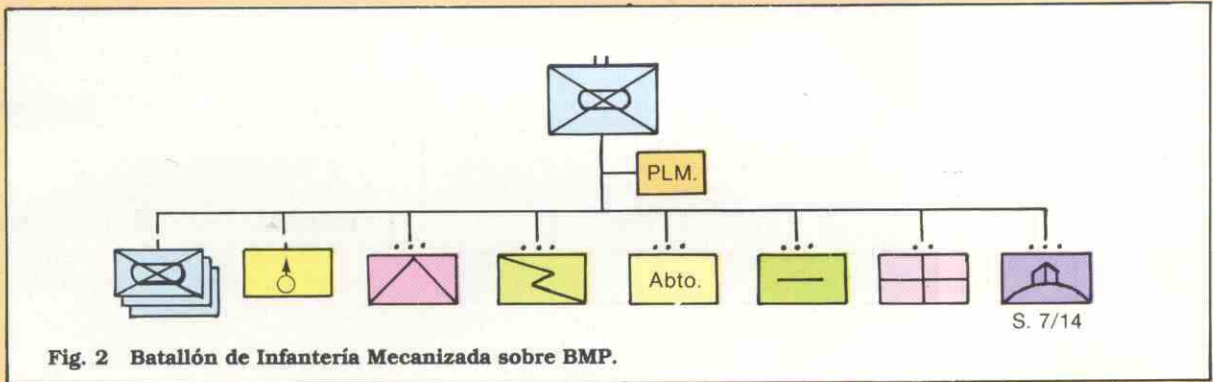 PLM.
Abto.
S. 7/14
Fig. 2 Batallón de Infantería Mecanizada sobre BMP.